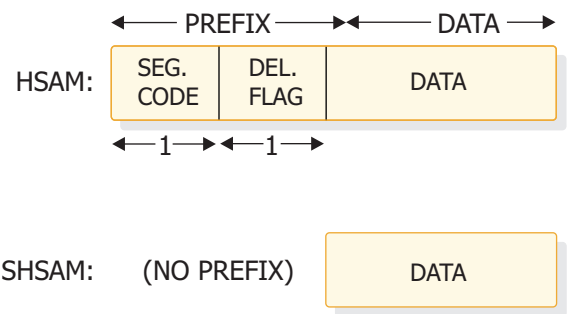 PREFIX DATA
HSAM: SEG. CODE DEL. FLAG DATA
1 1
SHSAM: (NO PREFIX) DATA